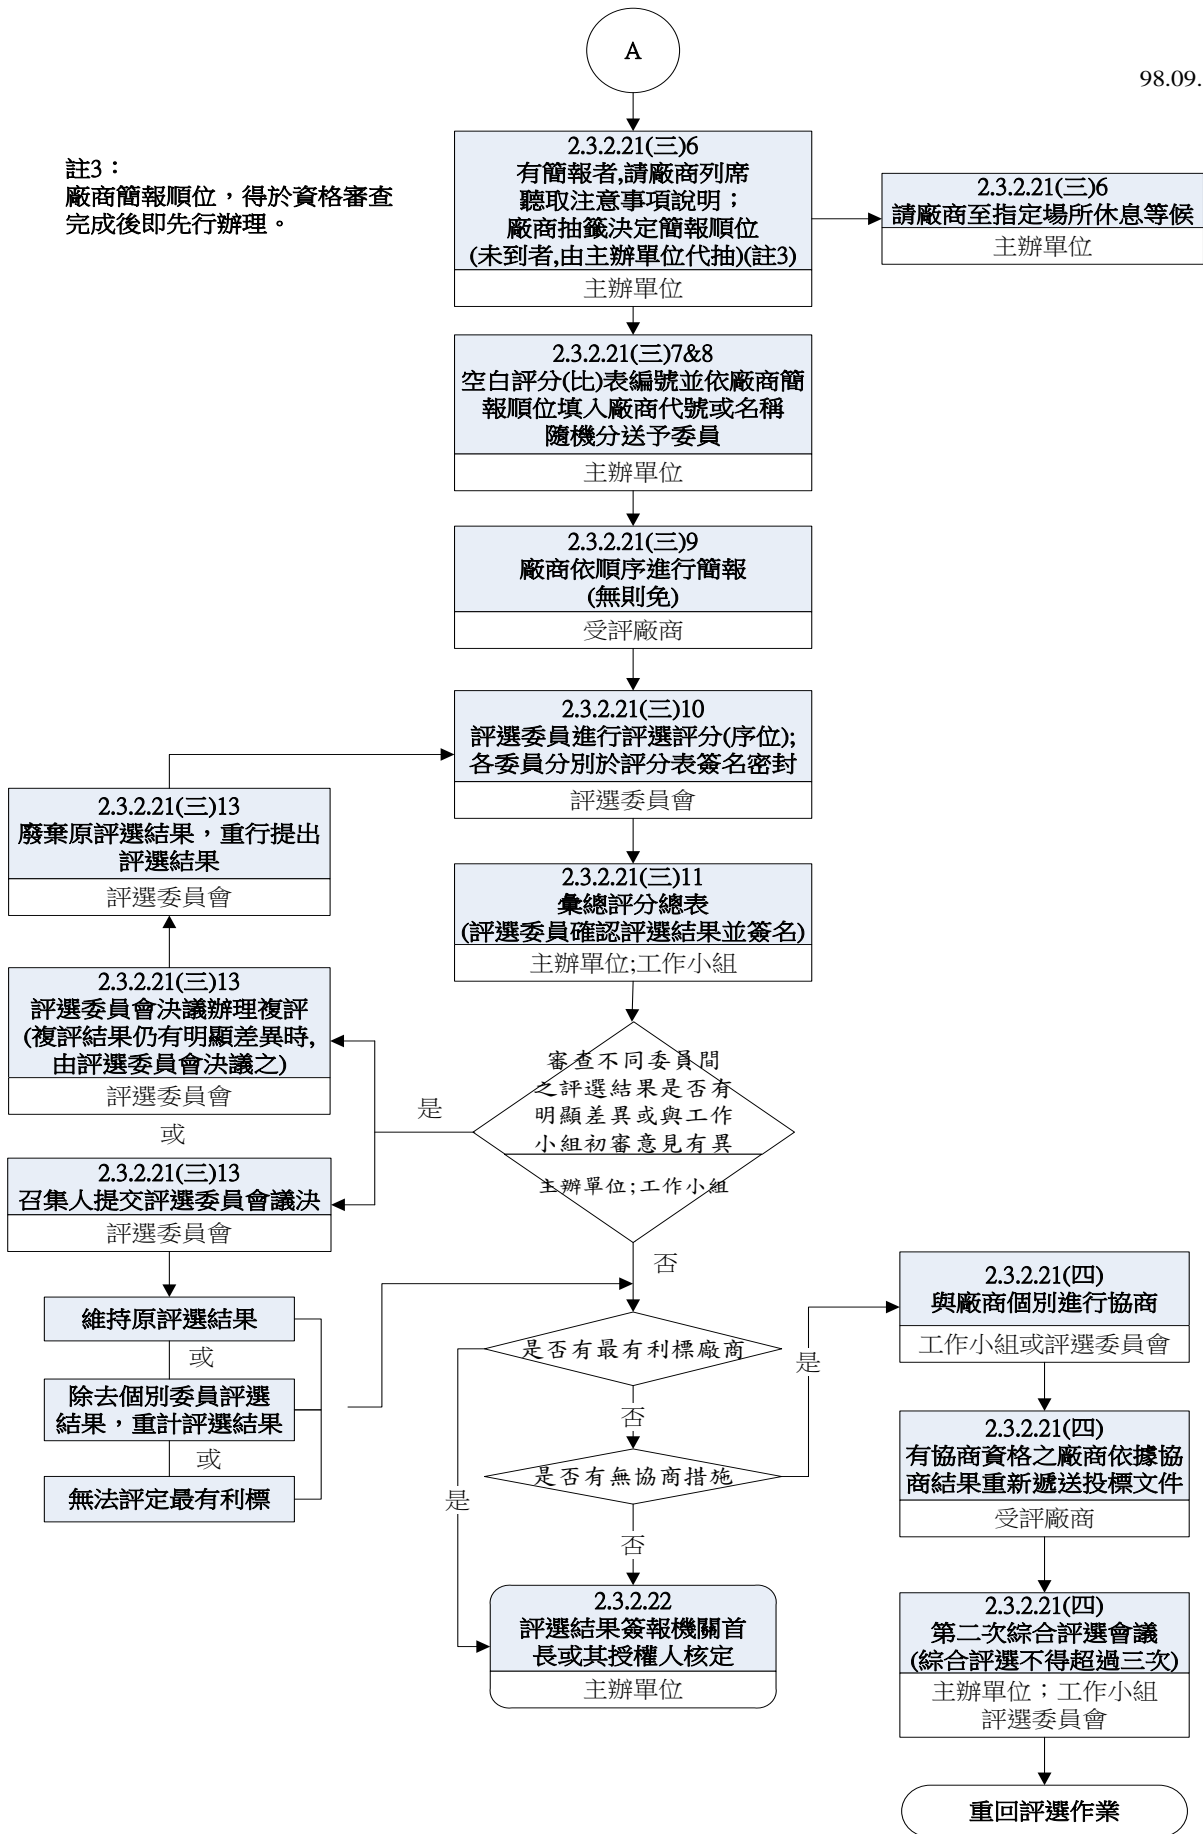 A
98.09.
註3：
廠商簡報順位，得於資格審查
完成後即先行辦理。
2.3.2.21(三)6
有簡報者,請廠商列席
聽取注意事項說明；
廠商抽籤決定簡報順位
(未到者,由主辦單位代抽)(註3)
主辦單位
2.3.2.21(三)6
請廠商至指定場所休息等候
主辦單位
2.3.2.21(三)7&8
空白評分(比)表編號並依廠商簡
報順位填入廠商代號或名稱
隨機分送予委員
主辦單位
2.3.2.21(三)9
廠商依順序進行簡報
(無則免)
受評廠商
2.3.2.21(三)10
評選委員進行評選評分(序位);
各委員分別於評分表簽名密封
評選委員會
2.3.2.21(三)13
廢棄原評選結果，重行提出
評選結果
評選委員會
2.3.2.21(三)11
彙總評分總表
(評選委員確認評選結果並簽名)
主辦單位;工作小組
2.3.2.21(三)13
評選委員會決議辦理複評
(複評結果仍有明顯差異時,
由評選委員會決議之)
評選委員會
或
審查不同委員間
之評選結果是否有
明顯差異或與工作
小組初審意見有異
主辦單位;工作小組
是
否
2.3.2.21(三)13
召集人提交評選委員會議決
評選委員會
維持原評選結果
或
除去個別委員評選
結果，重計評選結果
或
無法評定最有利標
是否有最有利標廠商
是
否
是否有無協商措施
是
否
2.3.2.22
評選結果簽報機關首
長或其授權人核定
主辦單位
2.3.2.21(四)
與廠商個別進行協商
工作小組或評選委員會
2.3.2.21(四)
有協商資格之廠商依據協
商結果重新遞送投標文件
受評廠商
2.3.2.21(四)
第二次綜合評選會議
(綜合評選不得超過三次)
主辦單位；工作小組
評選委員會
重回評選作業